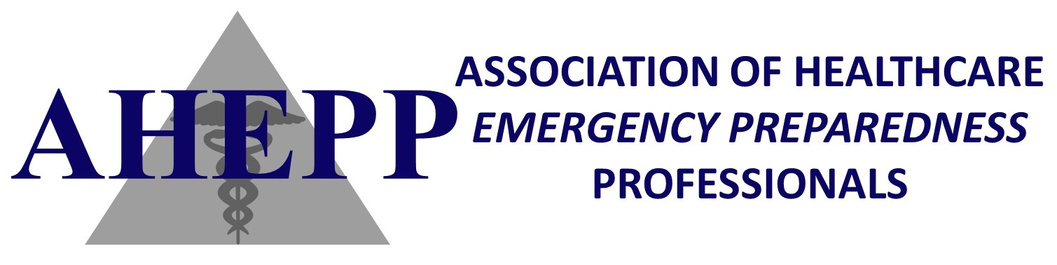 AHEPP
ASSOCIATION OF HEALTHCARE
EMERGENCY PREPAREDNESS
PROFESSIONALS